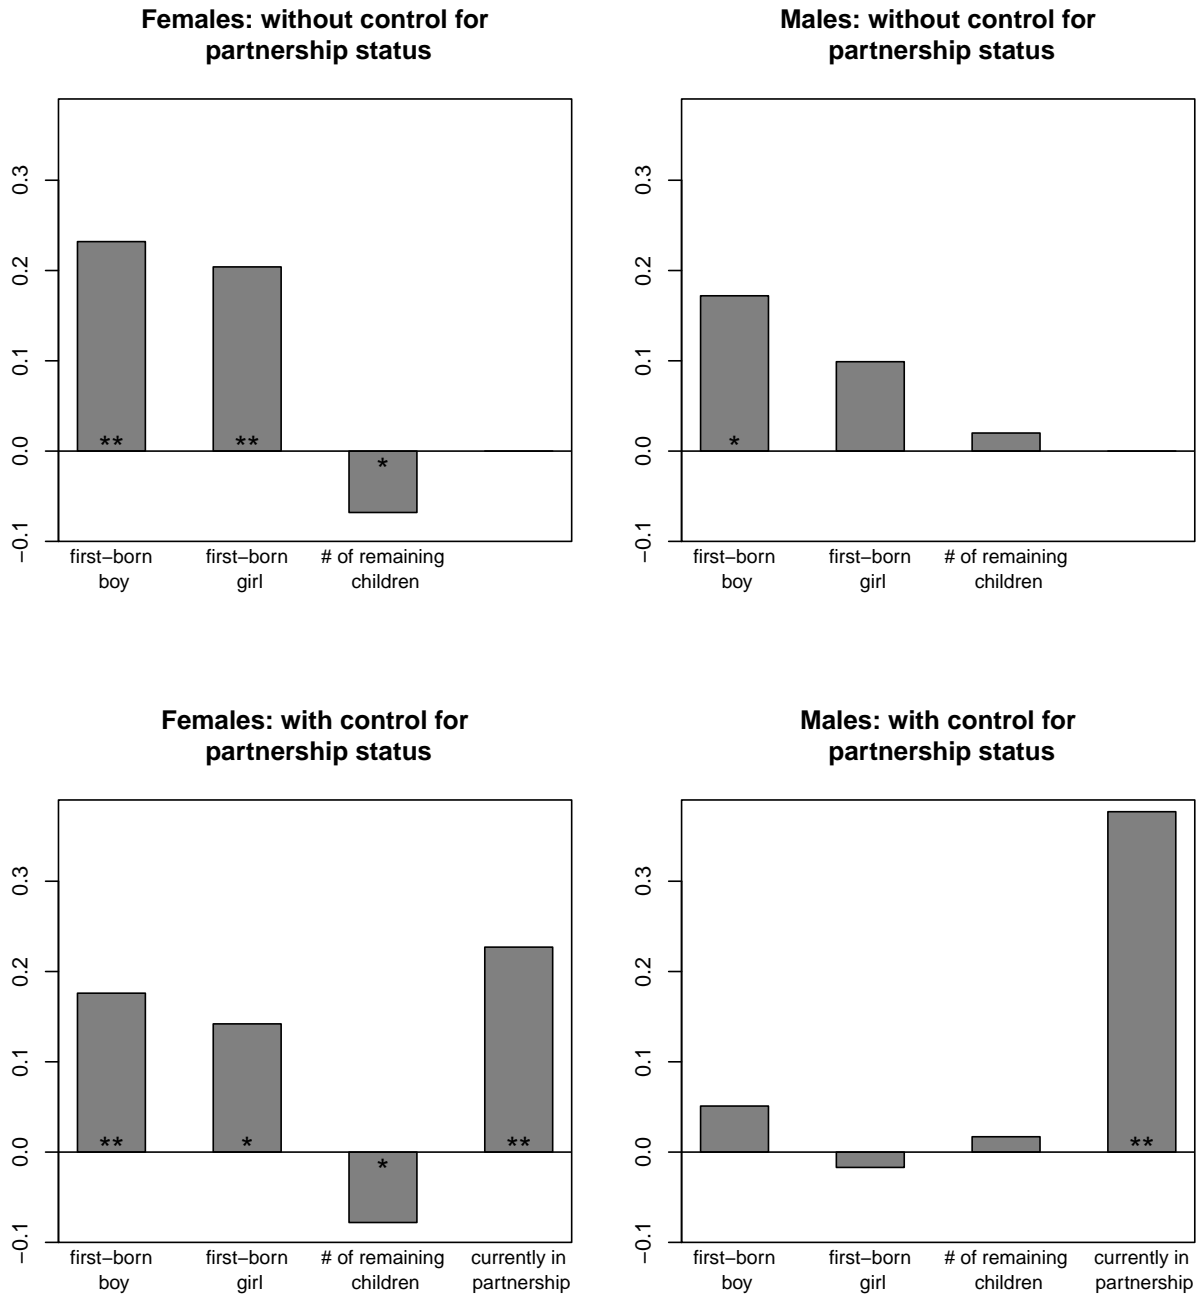 Females: without control for
partnership status
0.3
0.2
0.1
0.0
−0.1
**
**
*
first−born
boy
first−born
girl
# of remaining
children
Males: without control for
partnership status
0.3
0.2
0.1
0.0
−0.1
*
first−born
boy
first−born
girl
# of remaining
children
Females: with control for
partnership status
0.3
0.2
0.1
0.0
−0.1
**
*
*
**
first−born
boy
first−born
girl
# of remaining
children
currently in
partnership
Males: with control for
partnership status
0.3
0.2
0.1
0.0
−0.1
**
first−born
boy
first−born
girl
# of remaining
children
currently in
partnership